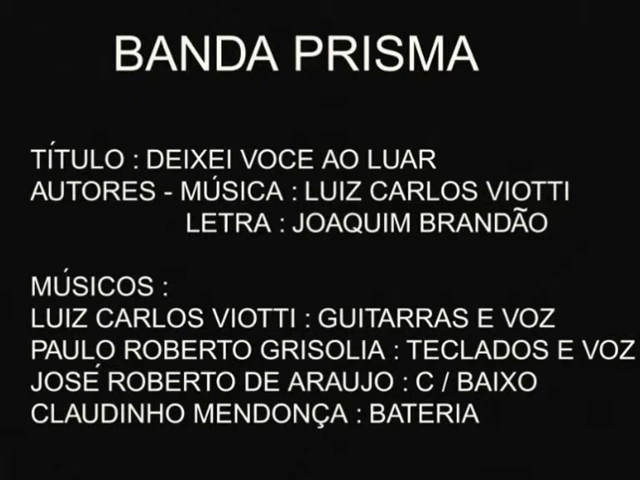 BANDA PRISMA
TÍTULO : DEIXEI VOCE AO LUAR
AUTORES - MÚSICA : LUIZ CARLOS VIOTTI
LETRA : JOAQUIM BRANDÃO
MÚSICOS :
LUIZ CARLOS VIOTTI : GUITARRAS E VOZ
PAULO ROBERTO GRISOLIA : TECLADOS E VOZ
JOSÉ ROBERTO DE ARAUJO : C / BAIXO
CLAUDINHO MENDONÇA : BATERIA